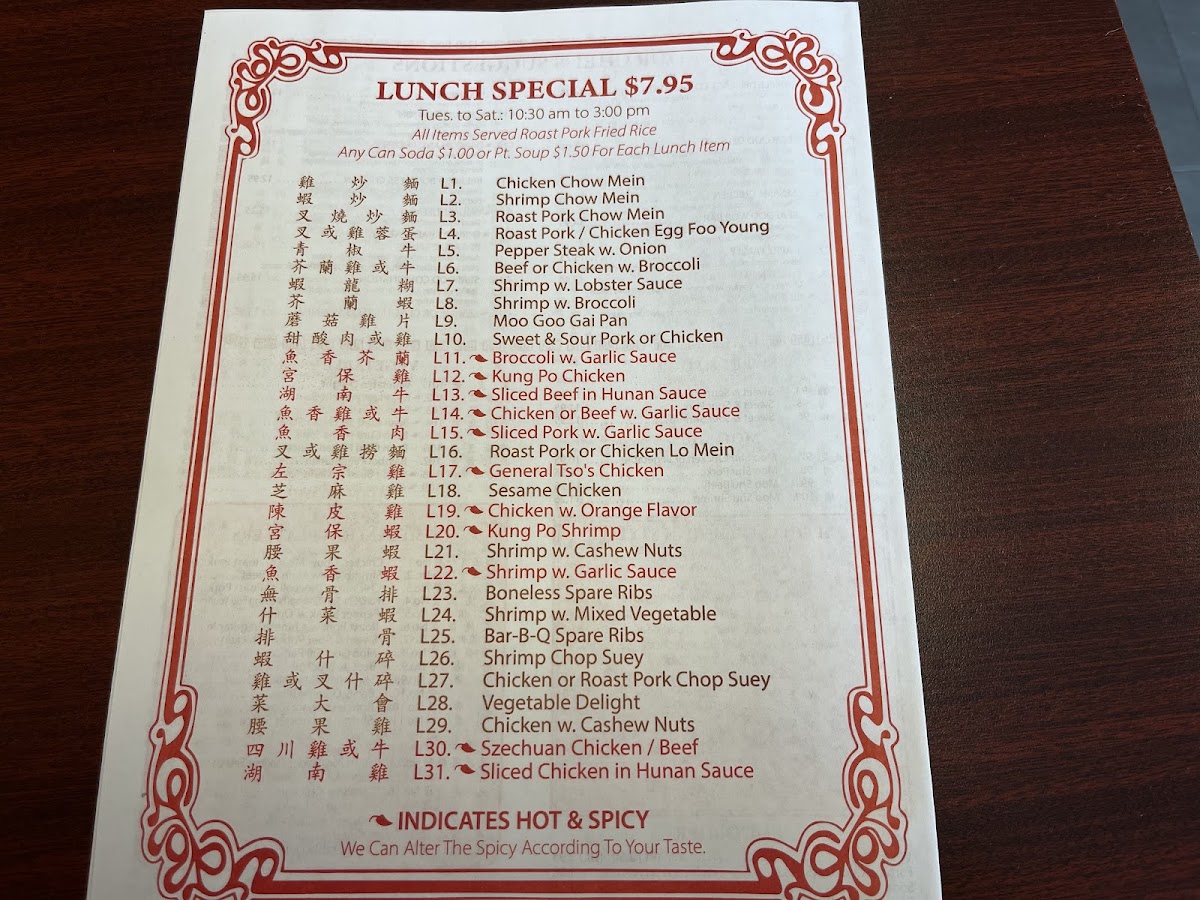 LUNCH SPECIAL $7.95
Tues. to Sat.: 10:30 am to 3:00 pm
All Items Served Roast Pork Fried Rice
Any Can Soda $1.00 or Pt. Soup $1.50 For Each Lunch Item
雞炒麵 L1. Chicken Chow Mein
蝦炒麵 L2. Shrimp Chow Mein
叉燒炒麵 L3. Roast Pork Chow Mein
叉或雞蓉蛋 L4. Roast Pork / Chicken Egg Foo Young
青椒牛 L5. Pepper Steak w. Onion
芥蘭雞或牛 L6. Beef or Chicken w. Broccoli
蝦龍糊 L7. Shrimp w. Lobster Sauce
芥蘭蝦 L8. Shrimp w. Broccoli
蘑菇雞片 L9. Moo Goo Gai Pan
甜酸肉或雞 L10. Sweet & Sour Pork or Chicken
魚香芥蘭 L11. Broccoli w. Garlic Sauce
宮保雞 L12. Kung Po Chicken
湖南牛 L13. Sliced Beef in Hunan Sauce
魚香雞或牛 L14. Chicken or Beef w. Garlic Sauce
魚香肉 L15. Sliced Pork w. Garlic Sauce
叉或雞撈麵 L16. Roast Pork or Chicken Lo Mein
左宗雞 L17. General Tso's Chicken
芝麻雞 L18. Sesame Chicken
陳皮雞 L19. Chicken w. Orange Flavor
宮保蝦 L20. Kung Po Shrimp
腰果蝦 L21. Shrimp w. Cashew Nuts
魚香蝦 L22. Shrimp w. Garlic Sauce
無骨排 L23. Boneless Spare Ribs
什菜蝦 L24. Shrimp w. Mixed Vegetable
排骨 L25. Bar-B-Q Spare Ribs
蝦什碎 L26. Shrimp Chop Suey
雞或叉什碎 L27. Chicken or Roast Pork Chop Suey
菜大會 L28. Vegetable Delight
腰果雞 L29. Chicken w. Cashew Nuts
四川雞或牛 L30. Szechuan Chicken / Beef
湖南雞 L31. Sliced Chicken in Hunan Sauce
INDICATES HOT & SPICY
We Can Alter The Spicy According To Your Taste.